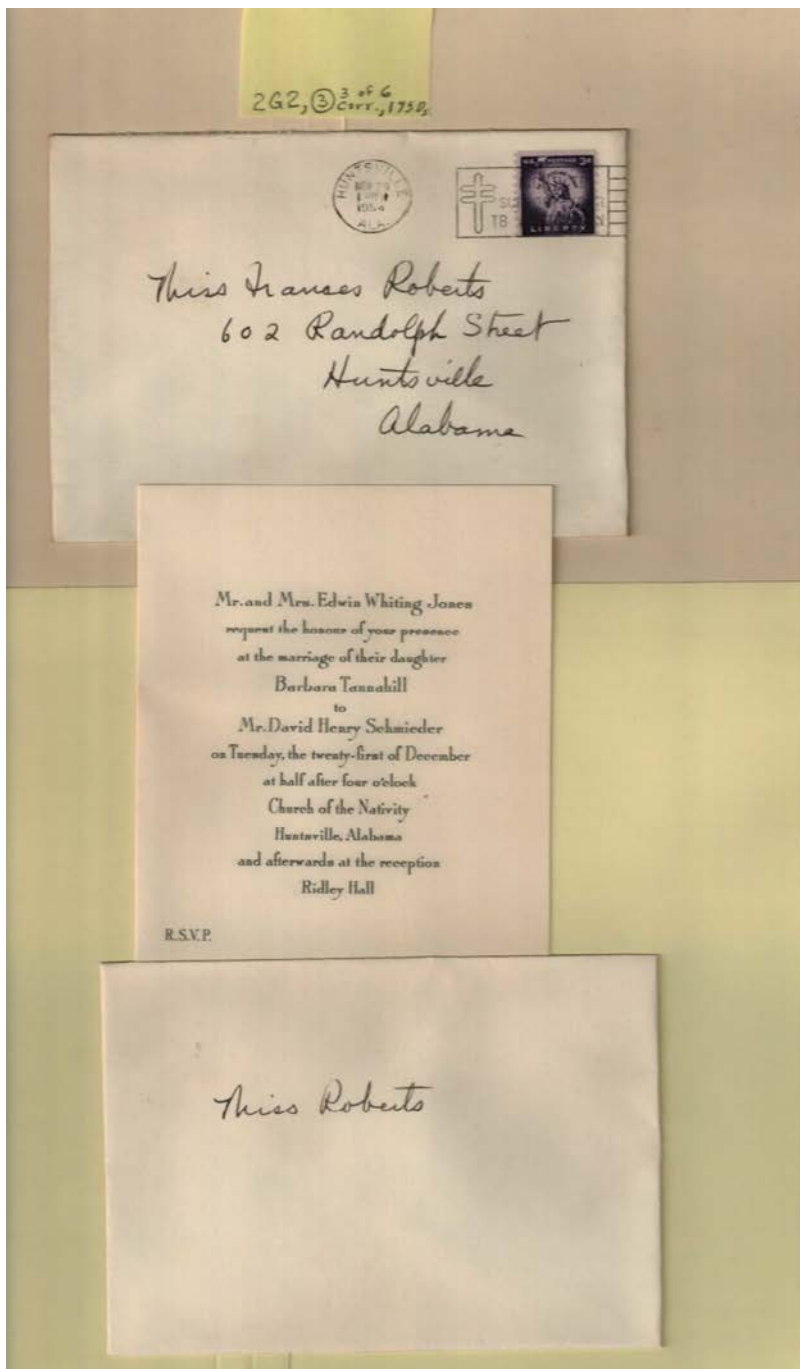 2G2, ③ 3 of 6
Corr., 1950s
HUNTSVILLE
1954
ALA.
TB
U.S. POSTAGE 3¢
LIBERTY
Miss Frances Roberts
602 Randolph Street
Huntsville
Alabama
Mr. and Mrs. Edwin Whiting Jones
request the honour of your presence
at the marriage of their daughter
Barbara Tannahill
to
Mr. David Henry Schmieder
on Tuesday, the twenty-first of December
at half after four o'clock
Church of the Nativity
Huntsville, Alabama
and afterwards at the reception
Ridley Hall
R.S.V.P.
Miss Roberts